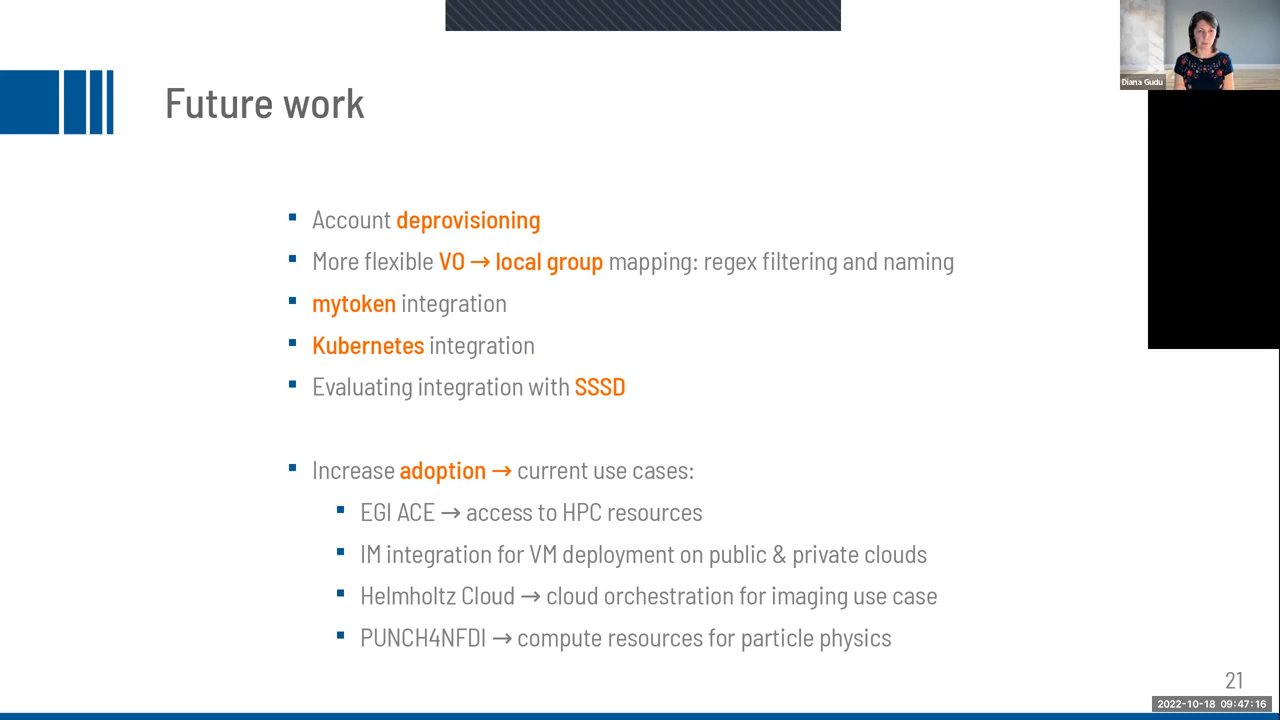 Diana Gudu
Future work
Account deprovisioning
More flexible VO → local group mapping: regex filtering and naming
mytoken integration
Kubernetes integration
Evaluating integration with SSSD
Increase adoption → current use cases:
EGI ACE → access to HPC resources
IM integration for VM deployment on public & private clouds
Helmholtz Cloud → cloud orchestration for imaging use case
PUNCH4NFDI → compute resources for particle physics
21
2022-10-18 09:47:16